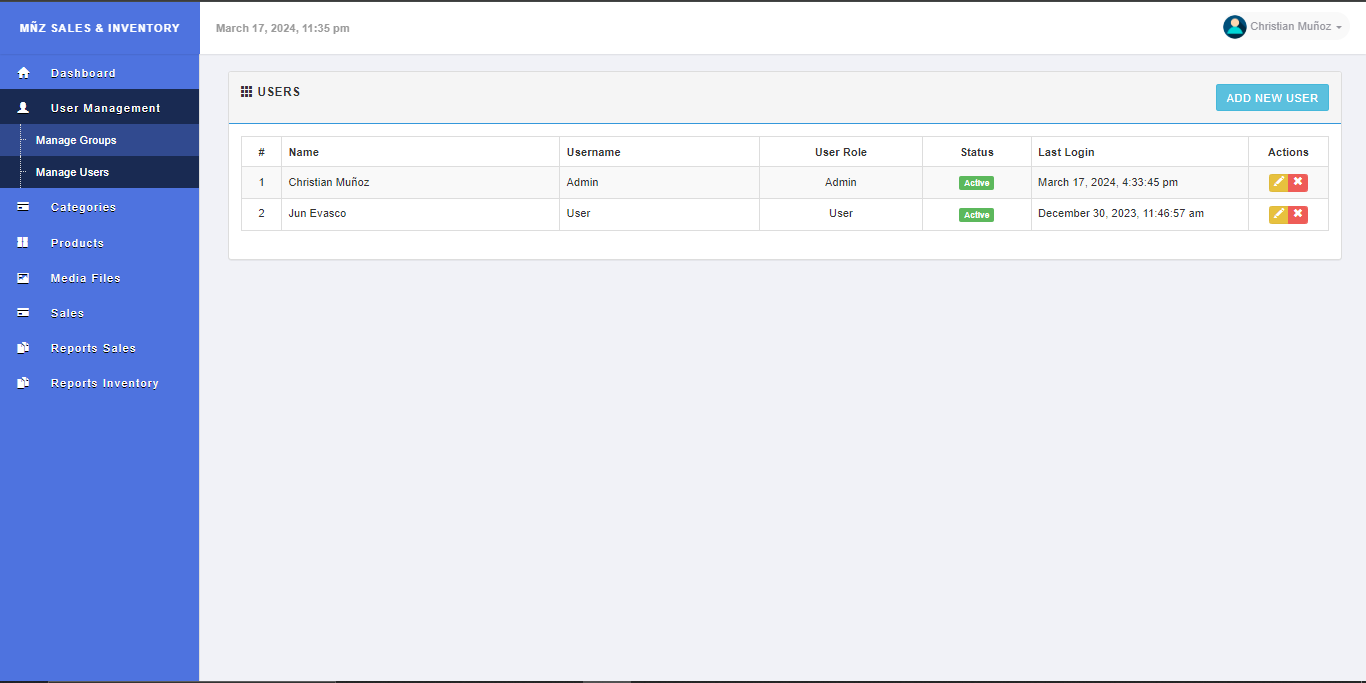 MÑZ SALES & INVENTORY
March 17, 2024, 11:35 pm
Christian Muñoz
Dashboard
User Management
Manage Groups
Manage Users
Categories
Products
Media Files
Sales
Reports Sales
Reports Inventory
USERS
ADD NEW USER
# Name Username User Role Status Last Login Actions
1 Christian Muñoz Admin Admin Active March 17, 2024, 4:33:45 pm
2 Jun Evasco User User Active December 30, 2023, 11:46:57 am